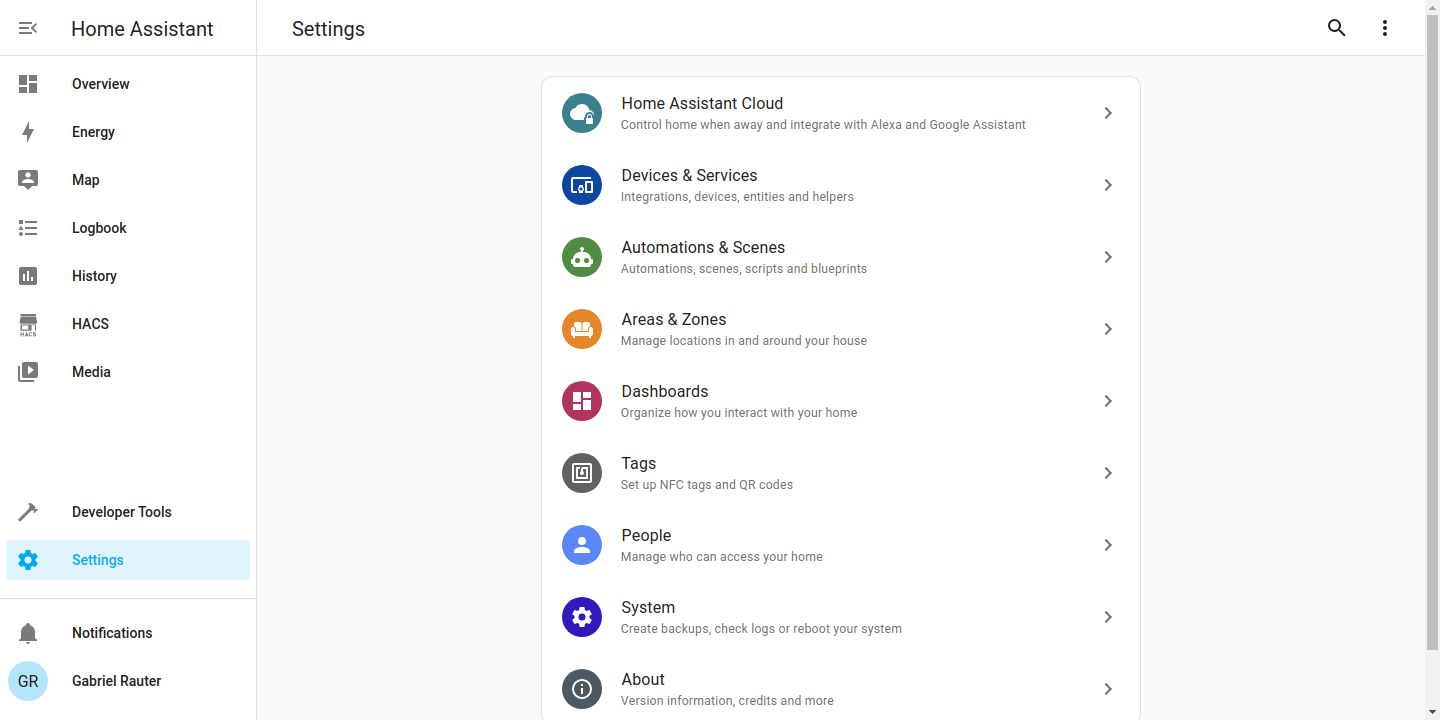 Home Assistant
Settings
Overview
Energy
Map
Logbook
History
HACS
HACS
Media
Developer Tools
Settings
Notifications
GR
Gabriel Rauter
Home Assistant Cloud
Control home when away and integrate with Alexa and Google Assistant
Devices & Services
Integrations, devices, entities and helpers
Automations & Scenes
Automations, scenes, scripts and blueprints
Areas & Zones
Manage locations in and around your house
Dashboards
Organize how you interact with your home
Tags
Set up NFC tags and QR codes
People
Manage who can access your home
System
Create backups, check logs or reboot your system
About
Version information, credits and more